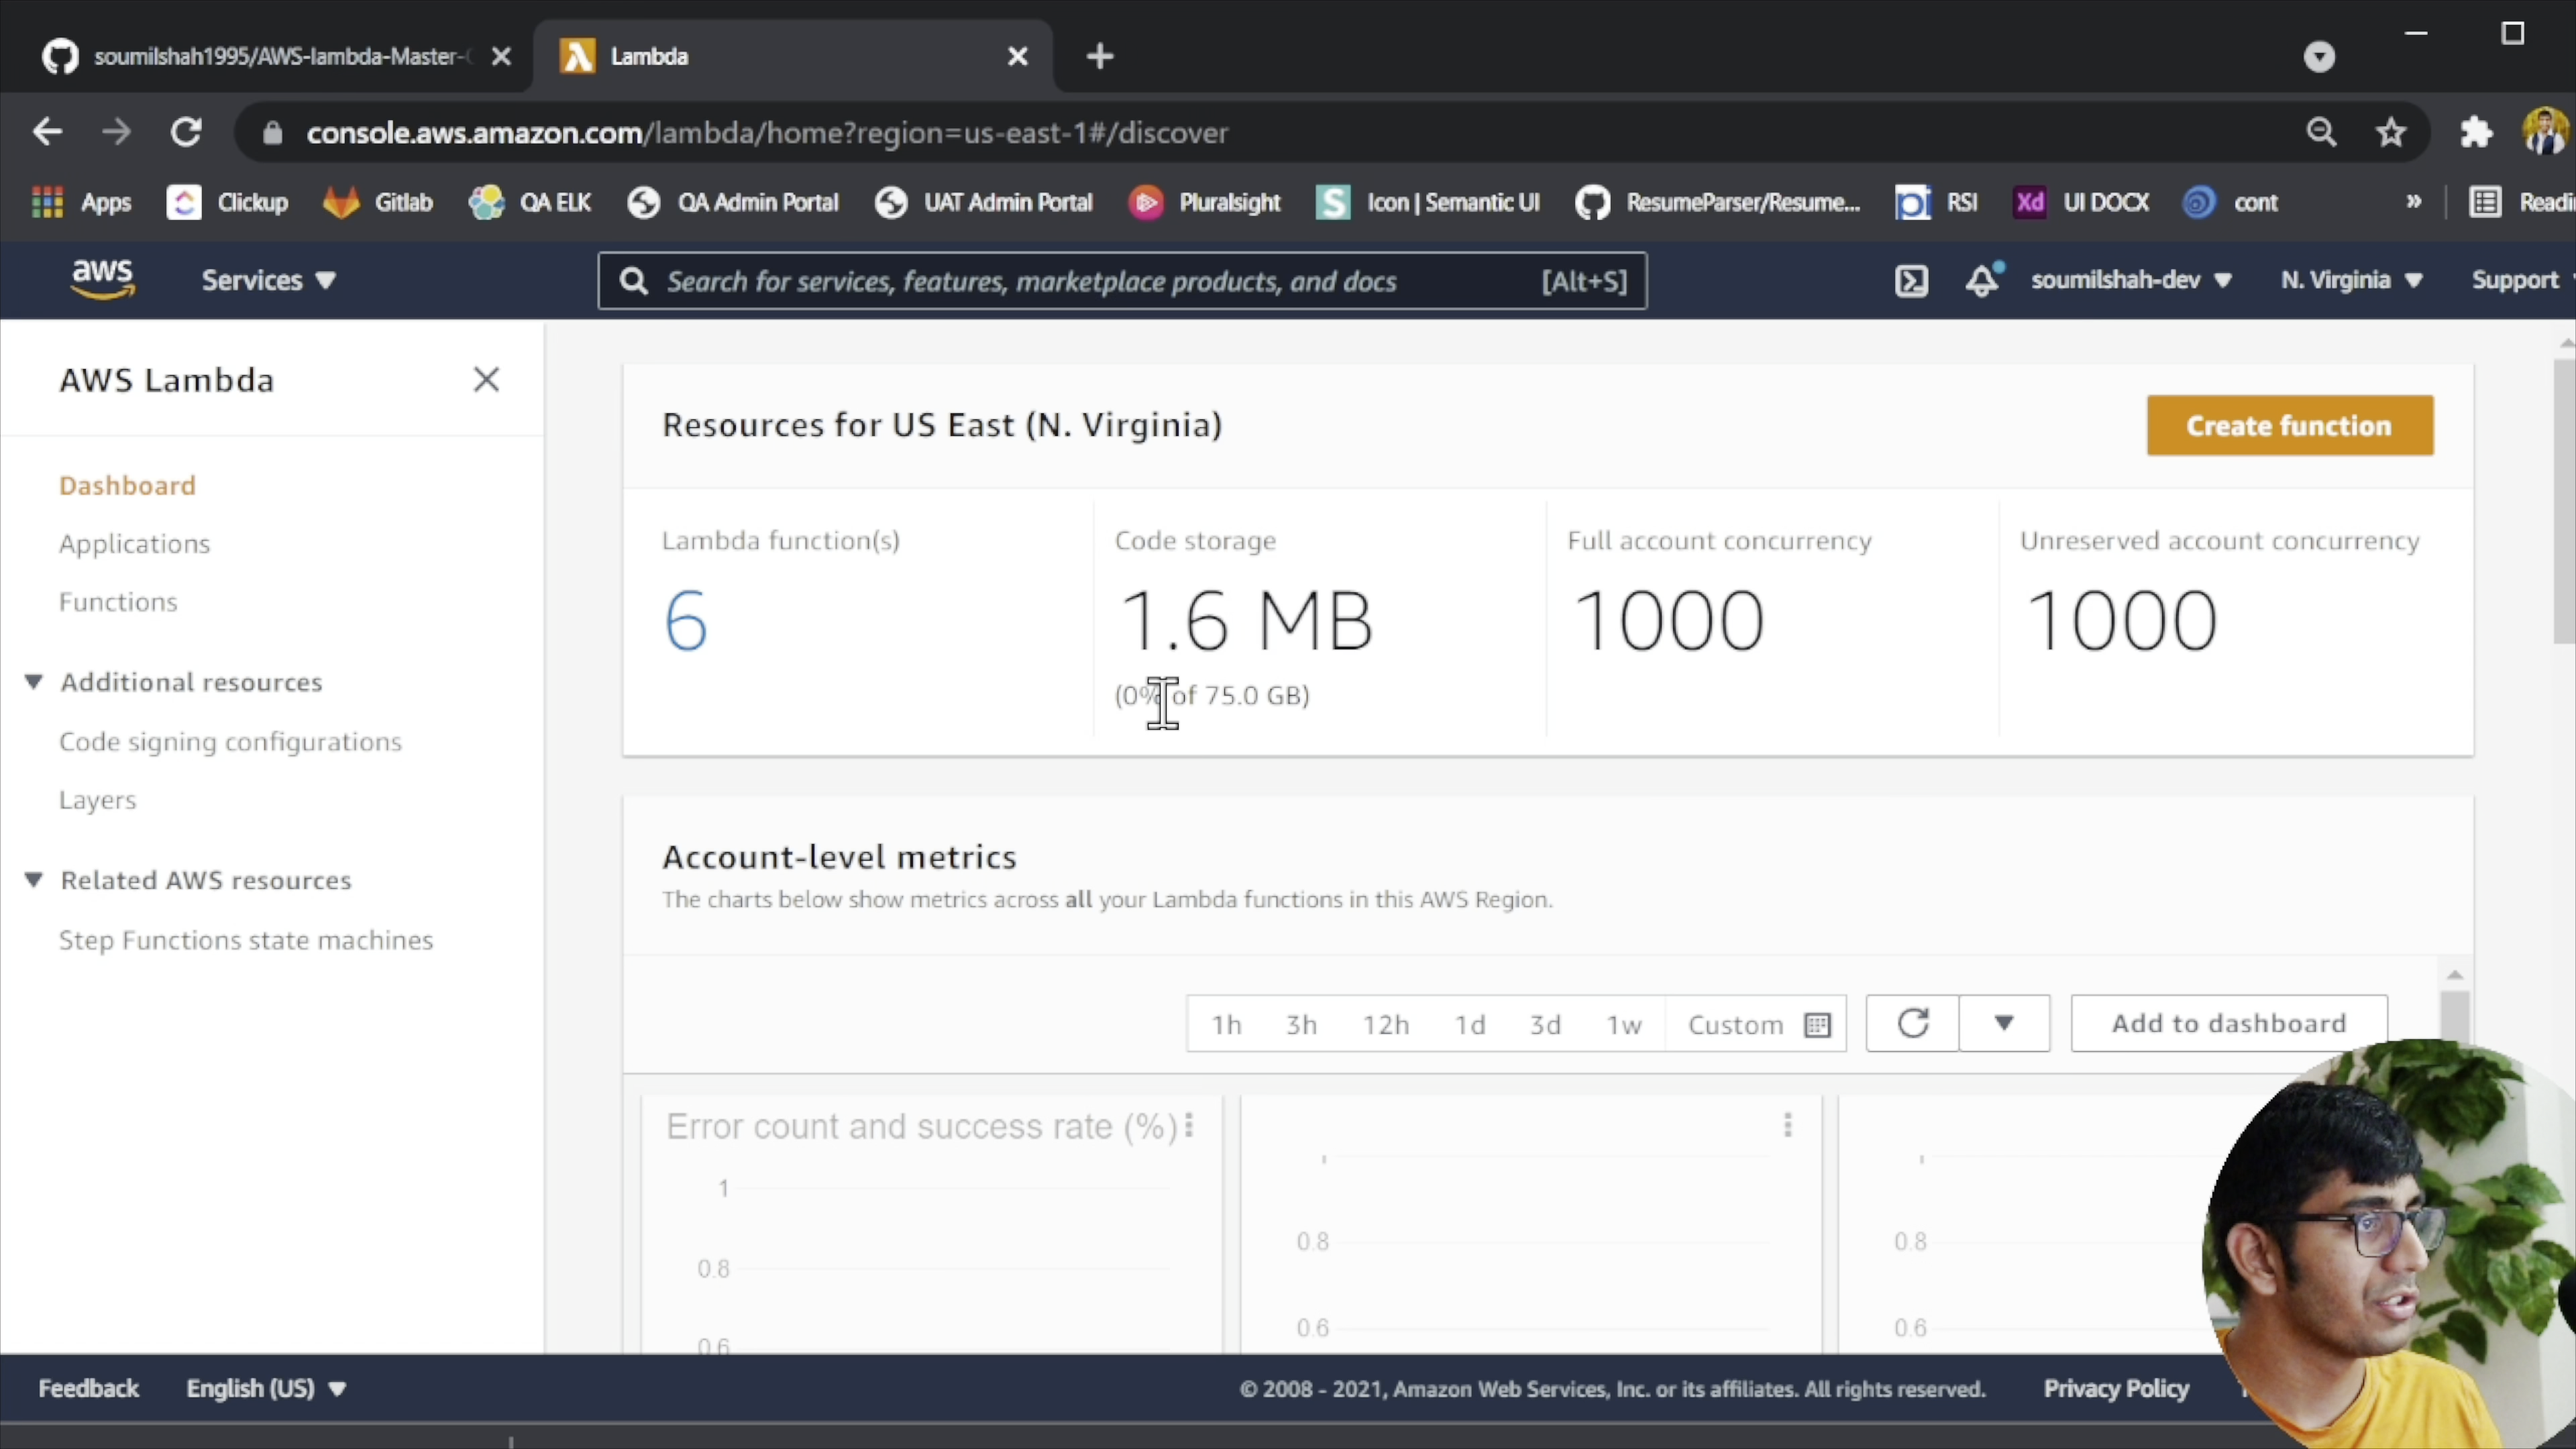 soumilshah1995/AWS-lambda-Master-
Lambda
console.aws.amazon.com/lambda/home?region=us-east-1#/discover
Apps
Clickup
Gitlab
QA ELK
QA Admin Portal
UAT Admin Portal
Pluralsight
Icon | Semantic UI
ResumeParser/Resume...
RSI
Xd
UI DOCX
cont
»
aws
Services
Search for services, features, marketplace products, and docs
[Alt+S]
soumilshah-dev
N. Virginia
Support
AWS Lambda
Dashboard
Applications
Functions
Additional resources
Code signing configurations
Layers
Related AWS resources
Step Functions state machines
Resources for US East (N. Virginia)
Create function
Lambda function(s)
6
Code storage
1.6 MB
(0% of 75.0 GB)
Full account concurrency
1000
Unreserved account concurrency
1000
Account-level metrics
The charts below show metrics across all your Lambda functions in this AWS Region.
1h
3h
12h
1d
3d
1w
Custom
Add to dashboard
Error count and success rate (%)
1
0.8
0.6
0.8
0.6
0.8
0.6
Feedback
English (US)
© 2008 - 2021, Amazon Web Services, Inc. or its affiliates. All rights reserved.
Privacy Policy